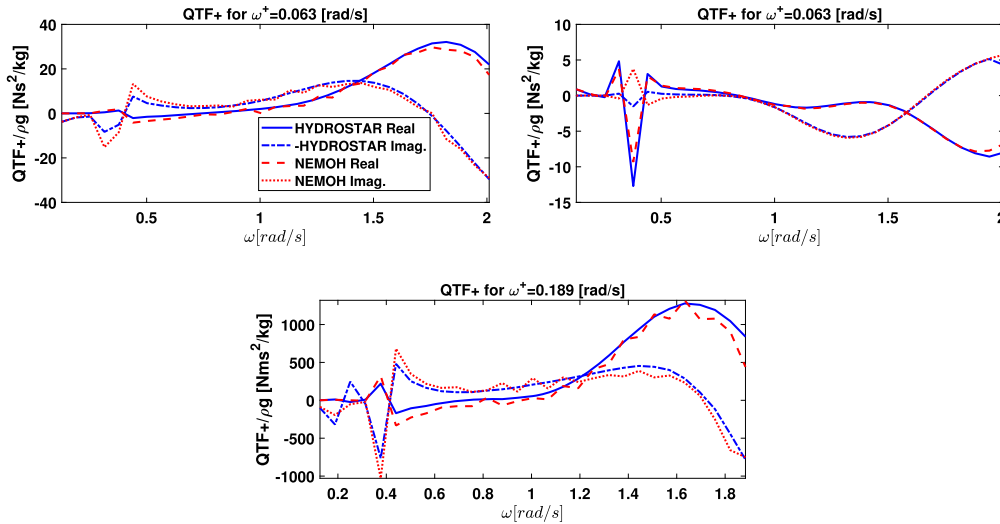 QTF+ for ω⁺=0.063 [rad/s]
QTF+/ρg [Ns²/kg]
40
20
0
-20
-40
HYDROSTAR Real
-HYDROSTAR Imag.
NEMOH Real
NEMOH Imag.
0.5 1 1.5 2
ω[rad/s]
QTF+ for ω⁺=0.063 [rad/s]
QTF+/ρg [Ns²/kg]
10
5
0
-5
-10
-15
0.5 1 1.5 2
ω[rad/s]
QTF+ for ω⁺=0.189 [rad/s]
QTF+/ρg [Nms²/kg]
1000
500
0
-500
-1000
0.2 0.4 0.6 0.8 1 1.2 1.4 1.6 1.8
ω[rad/s]